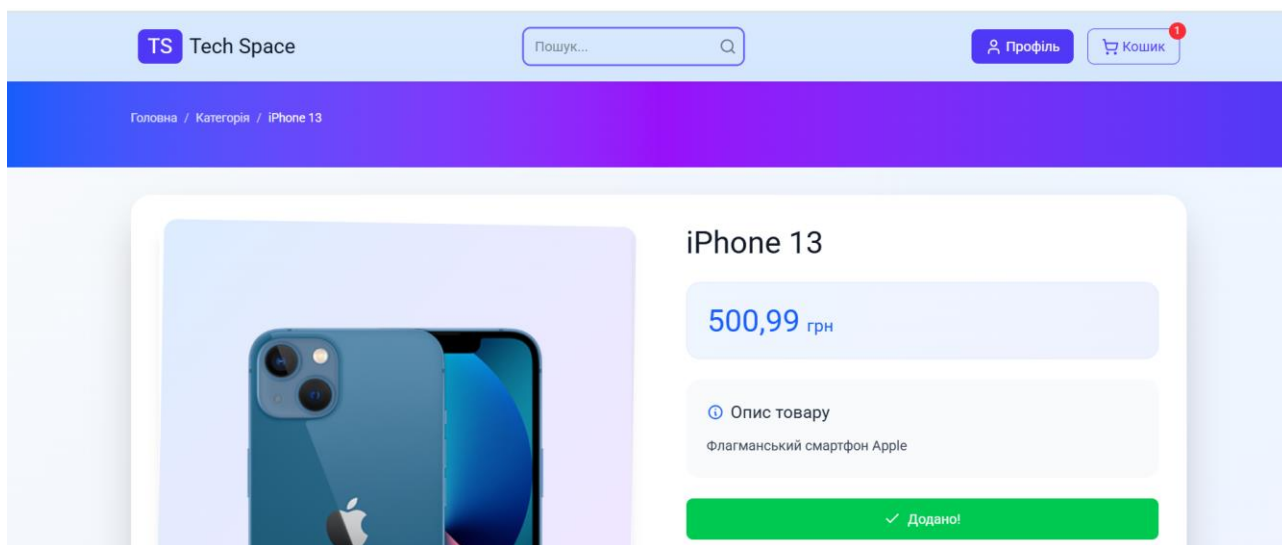 TS Tech Space
Пошук...
Профіль
Кошик
1
Головна / Категорія / iPhone 13
iPhone 13
500,99 грн
Опис товару
Флагманський смартфон Apple
Додано!